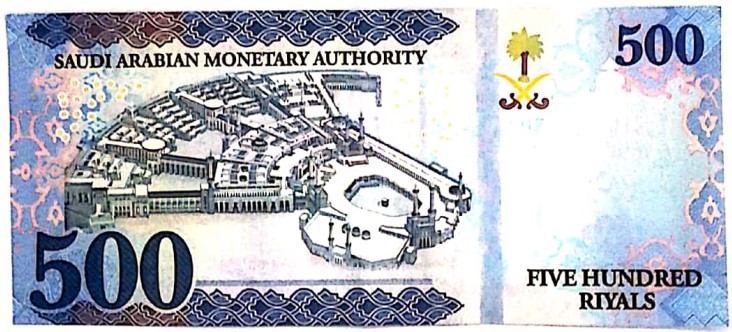 SAUDI ARABIAN MONETARY AUTHORITY
500
500
FIVE HUNDRED
RIYALS